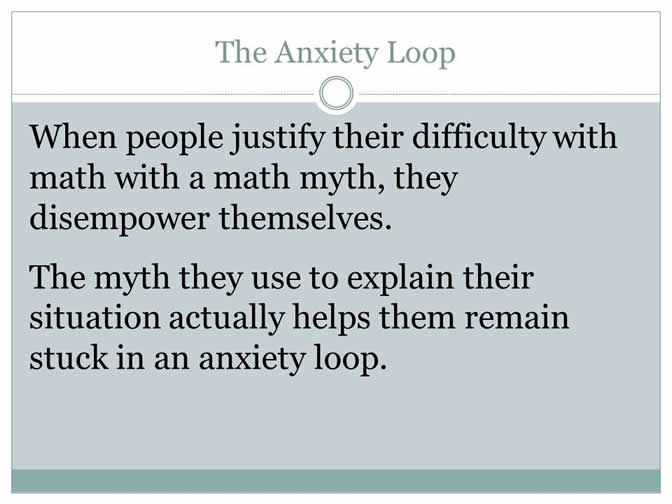 The Anxiety Loop
When people justify their difficulty with
math with a math myth, they
disempower themselves.
The myth they use to explain their
situation actually helps them remain
stuck in an anxiety loop.